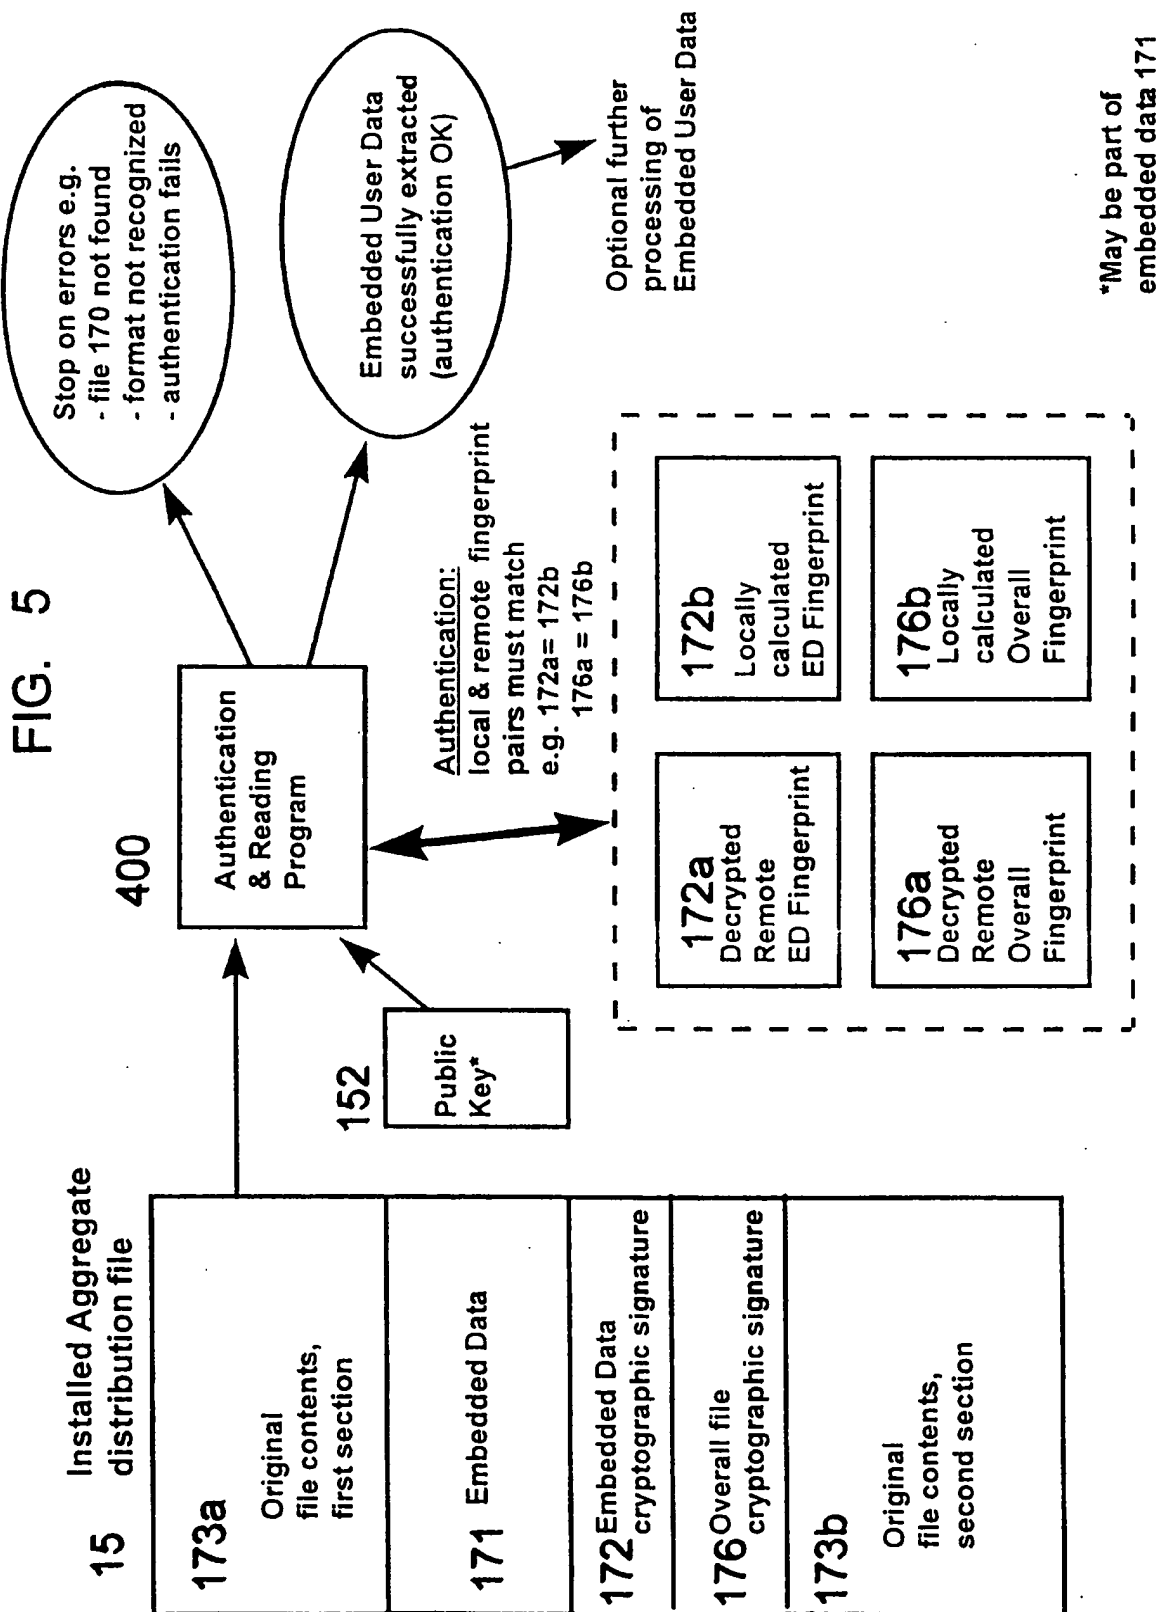 FIG. 5
15
Installed Aggregate
distribution file
173a
Original
file contents,
first section
171 Embedded Data
172 Embedded Data
cryptographic signature
176 Overall file
cryptographic signature
173b
Original
file contents,
second section
152
Public
Key*
400
Authentication
& Reading
Program
Stop on errors e.g.
- file 170 not found
- format not recognized
- authentication fails
Embedded User Data
successfully extracted
(authentication OK)
Optional further
processing of
Embedded User Data
Authentication:
local & remote fingerprint
pairs must match
e.g. 172a= 172b
176a = 176b
172a
Decrypted
Remote
ED Fingerprint
172b
Locally
calculated
ED Fingerprint
176a
Decrypted
Remote
Overall
Fingerprint
176b
Locally
calculated
Overall
Fingerprint
*May be part of
embedded data 171